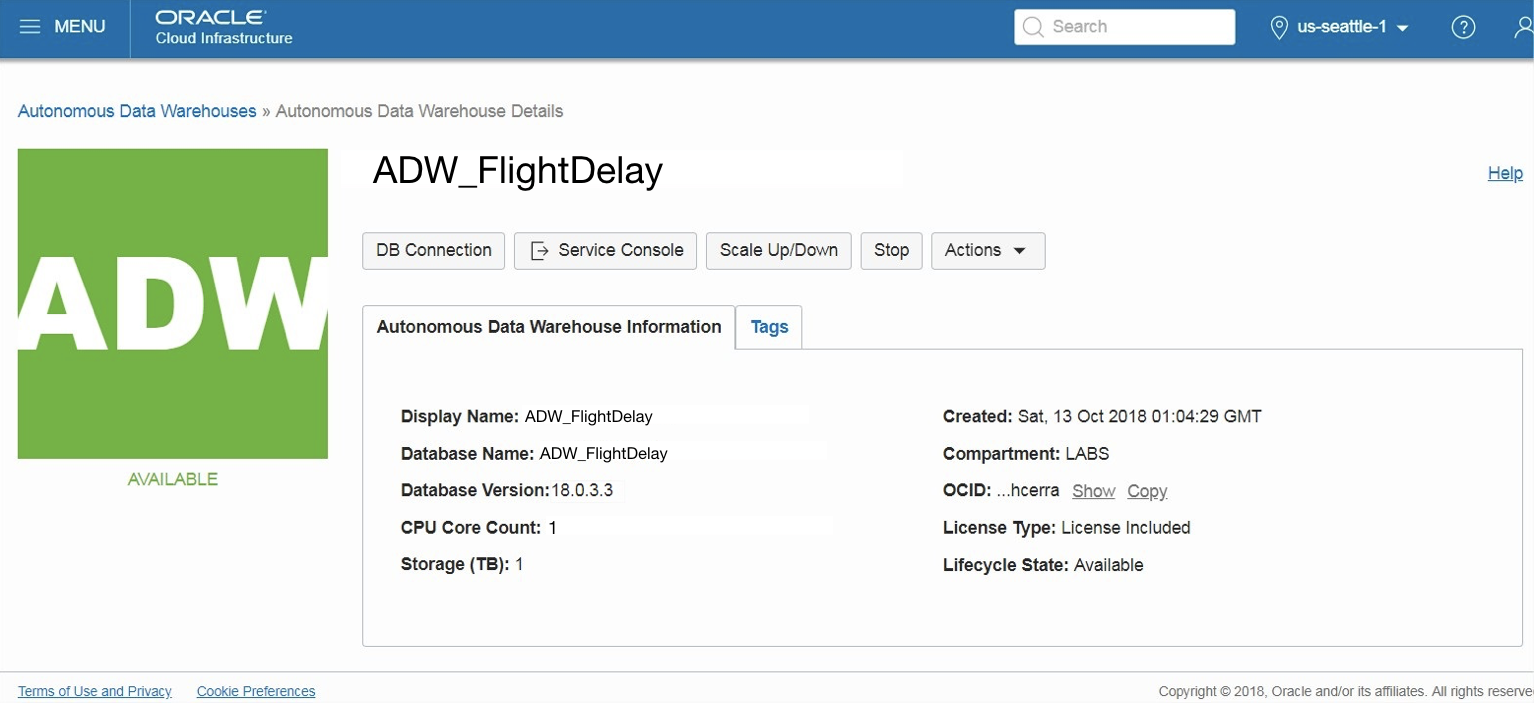 MENU
ORACLE
Cloud Infrastructure
Search
us-seattle-1
?
Autonomous Data Warehouses » Autonomous Data Warehouse Details
ADW
AVAILABLE
ADW_FlightDelay
Help
DB Connection
Service Console
Scale Up/Down
Stop
Actions
Autonomous Data Warehouse Information
Tags
Display Name: ADW_FlightDelay
Database Name: ADW_FlightDelay
Database Version:18.0.3.3
CPU Core Count: 1
Storage (TB): 1
Created: Sat, 13 Oct 2018 01:04:29 GMT
Compartment: LABS
OCID: ...hcerra Show Copy
License Type: License Included
Lifecycle State: Available
Terms of Use and Privacy
Cookie Preferences
Copyright © 2018, Oracle and/or its affiliates. All rights reserve